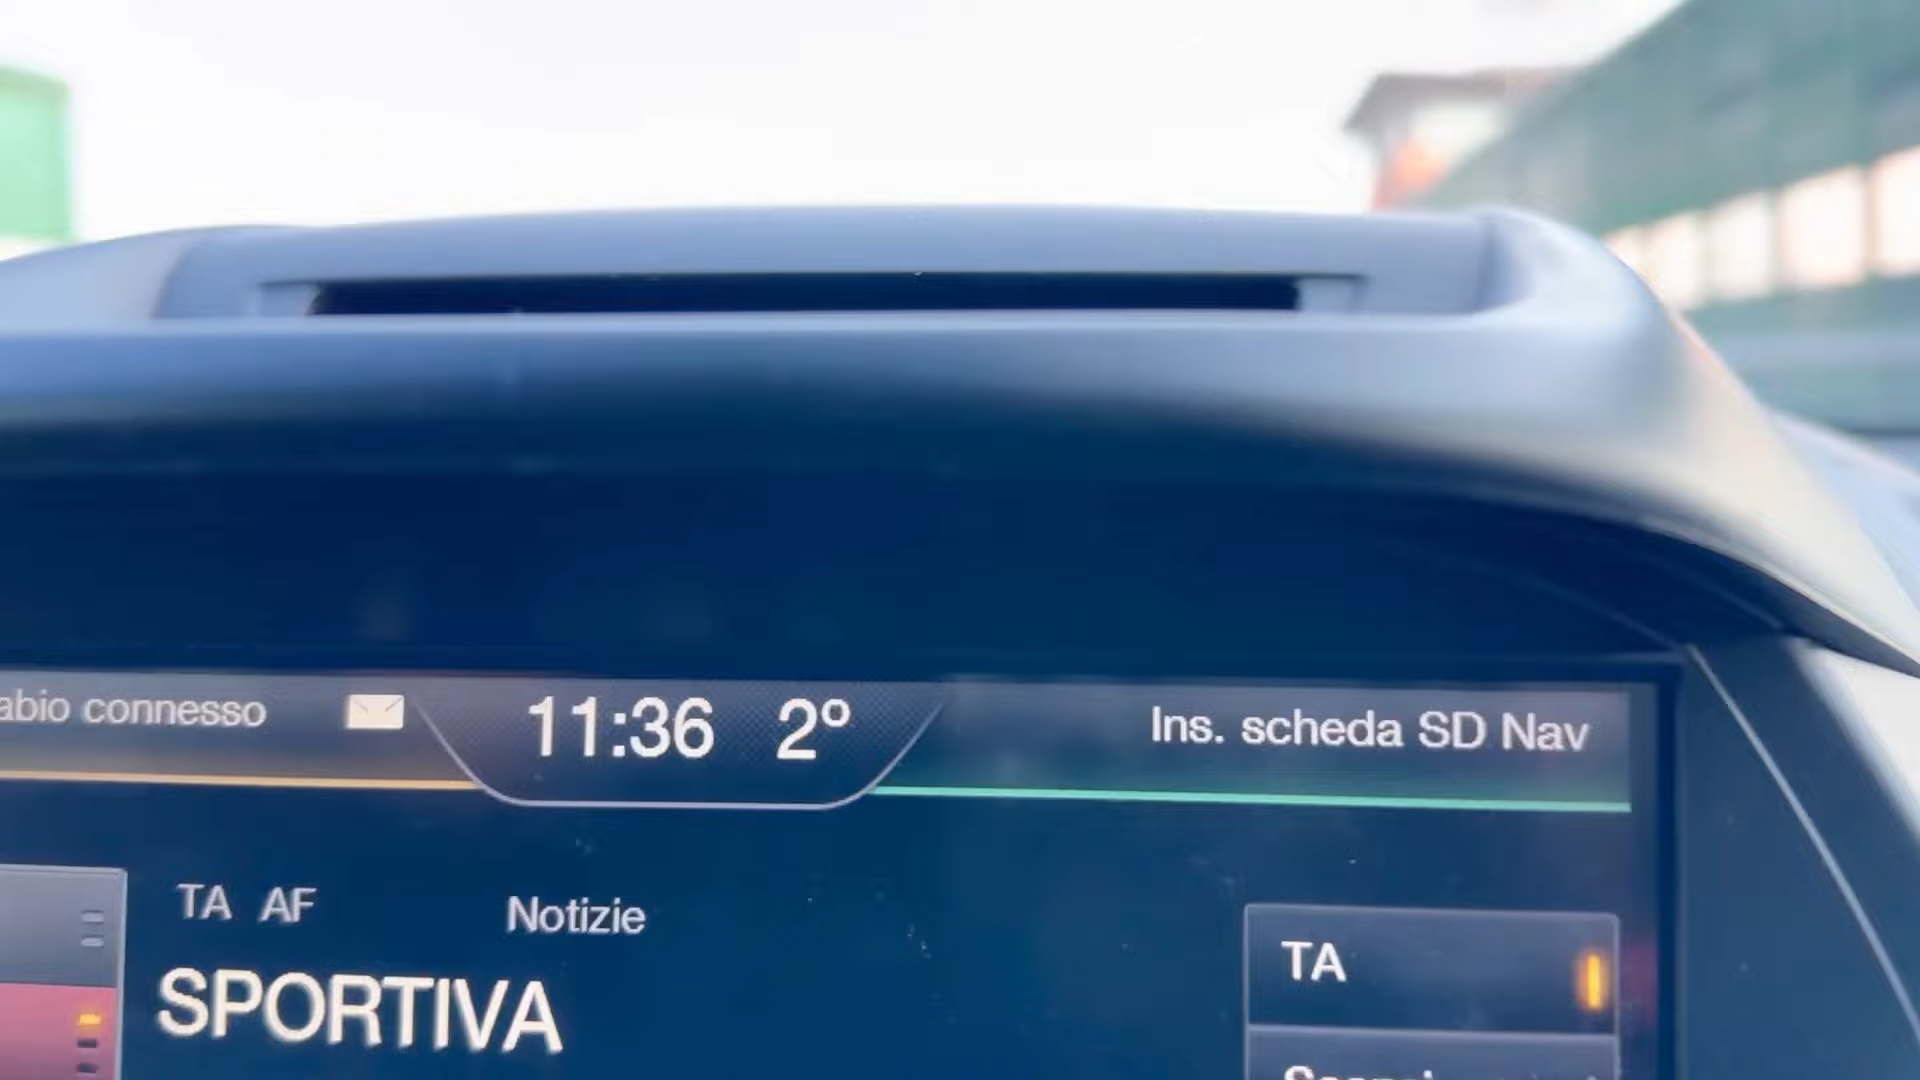 abio connesso
11:36 2°
Ins. scheda SD Nav
TA AF
Notizie
SPORTIVA
TA